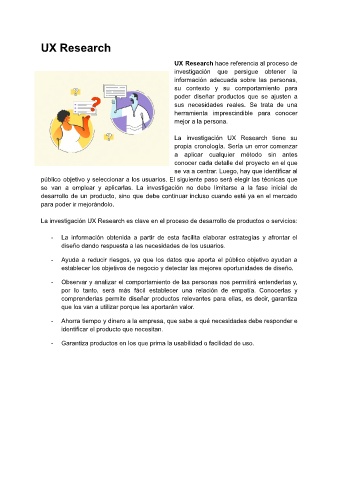 UX Research
UX Research hace referencia al proceso de
investigación que persigue obtener la
información adecuada sobre las personas,
su contexto y su comportamiento para
poder diseñar productos que se ajusten a
sus necesidades reales. Se trata de una
herramienta imprescindible para conocer
mejor a la persona.
La investigación UX Research tiene su
propia cronología. Sería un error comenzar
a aplicar cualquier método sin antes
conocer cada detalle del proyecto en el que
se va a centrar. Luego, hay que identificar al
público objetivo y seleccionar a los usuarios. El siguiente paso será elegir las técnicas que
se van a emplear y aplicarlas. La investigación no debe limitarse a la fase inicial de
desarrollo de un producto, sino que debe continuar incluso cuando esté ya en el mercado
para poder ir mejorándolo.
La investigación UX Research es clave en el proceso de desarrollo de productos o servicios:
- La información obtenida a partir de esta facilita elaborar estrategias y afrontar el
diseño dando respuesta a las necesidades de los usuarios.
- Ayuda a reducir riesgos, ya que los datos que aporta el público objetivo ayudan a
establecer los objetivos de negocio y detectar las mejores oportunidades de diseño.
- Observar y analizar el comportamiento de las personas nos permitirá entenderlas y,
por lo tanto, será más fácil establecer una relación de empatía. Conocerlas y
comprenderlas permite diseñar productos relevantes para ellas, es decir, garantiza
que los van a utilizar porque les aportarán valor.
- Ahorra tiempo y dinero a la empresa, que sabe a qué necesidades debe responder e
identificar el producto que necesitan.
- Garantiza productos en los que prima la usabilidad o facilidad de uso.